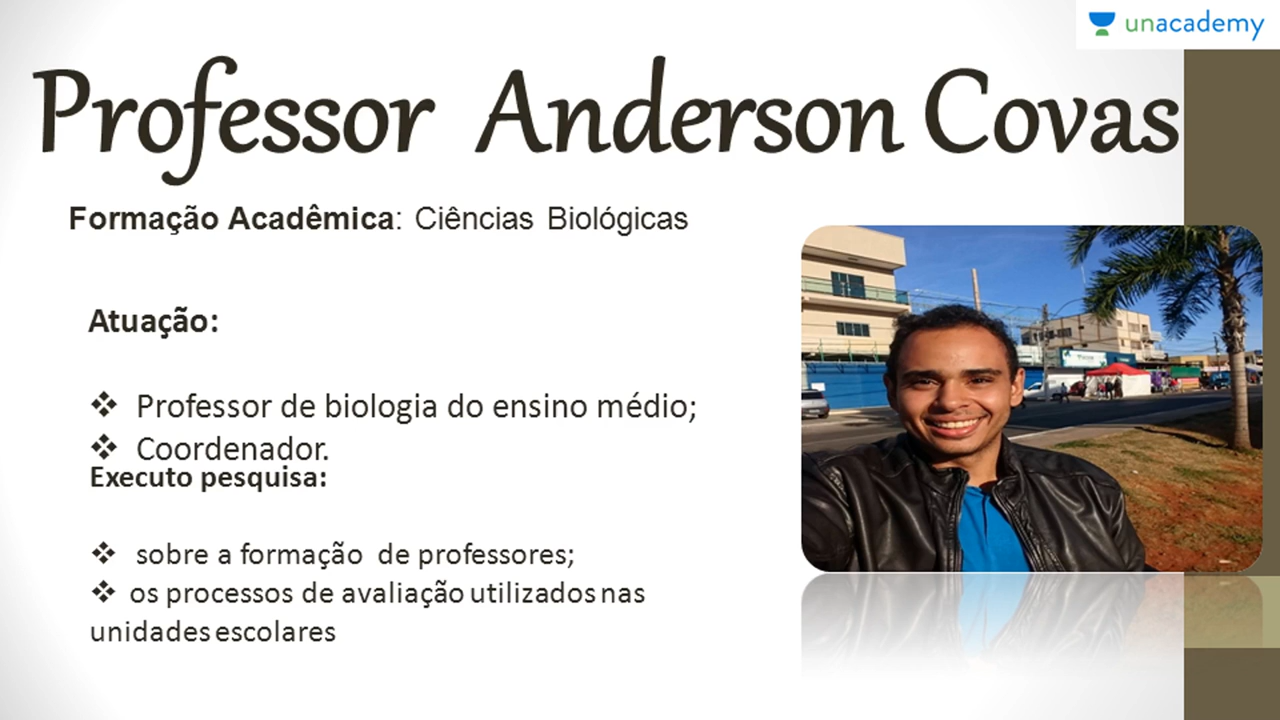 unacademy
Professor Anderson Covas
Formação Acadêmica: Ciências Biológicas
Atuação:
❖ Professor de biologia do ensino médio;
❖ Coordenador.
Executo pesquisa:
❖ sobre a formação de professores;
❖ os processos de avaliação utilizados nas
unidades escolares